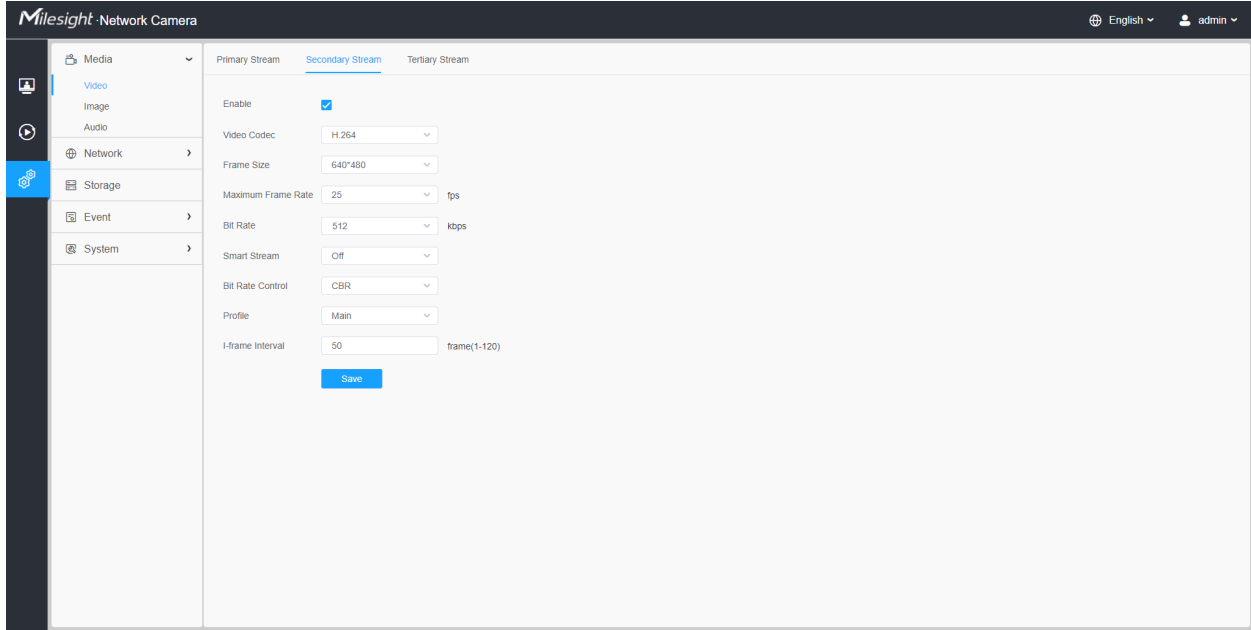 Milesight · Network Camera
English
admin
Media
Video
Image
Audio
Network
Storage
Event
System
Primary Stream Secondary Stream Tertiary Stream
Enable
Video Codec H.264
Frame Size 640*480
Maximum Frame Rate 25 fps
Bit Rate 512 kbps
Smart Stream Off
Bit Rate Control CBR
Profile Main
I-frame Interval 50 frame(1-120)
Save